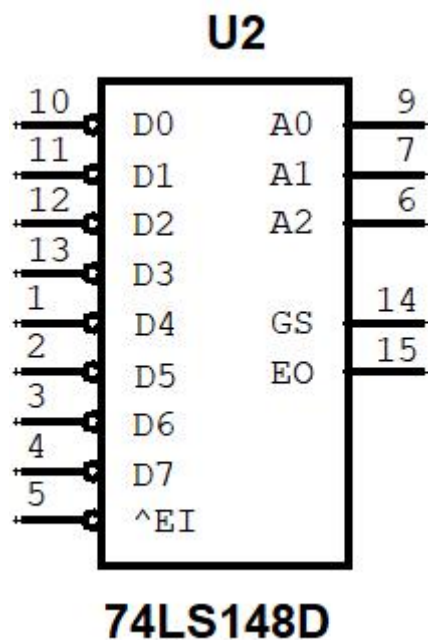 U2
10 D0 A0 9
11 D1 A1 7
12 D2 A2 6
13 D3
1 D4 GS 14
2 D5 EO 15
3 D6
4 D7
5 ^EI
74LS148D